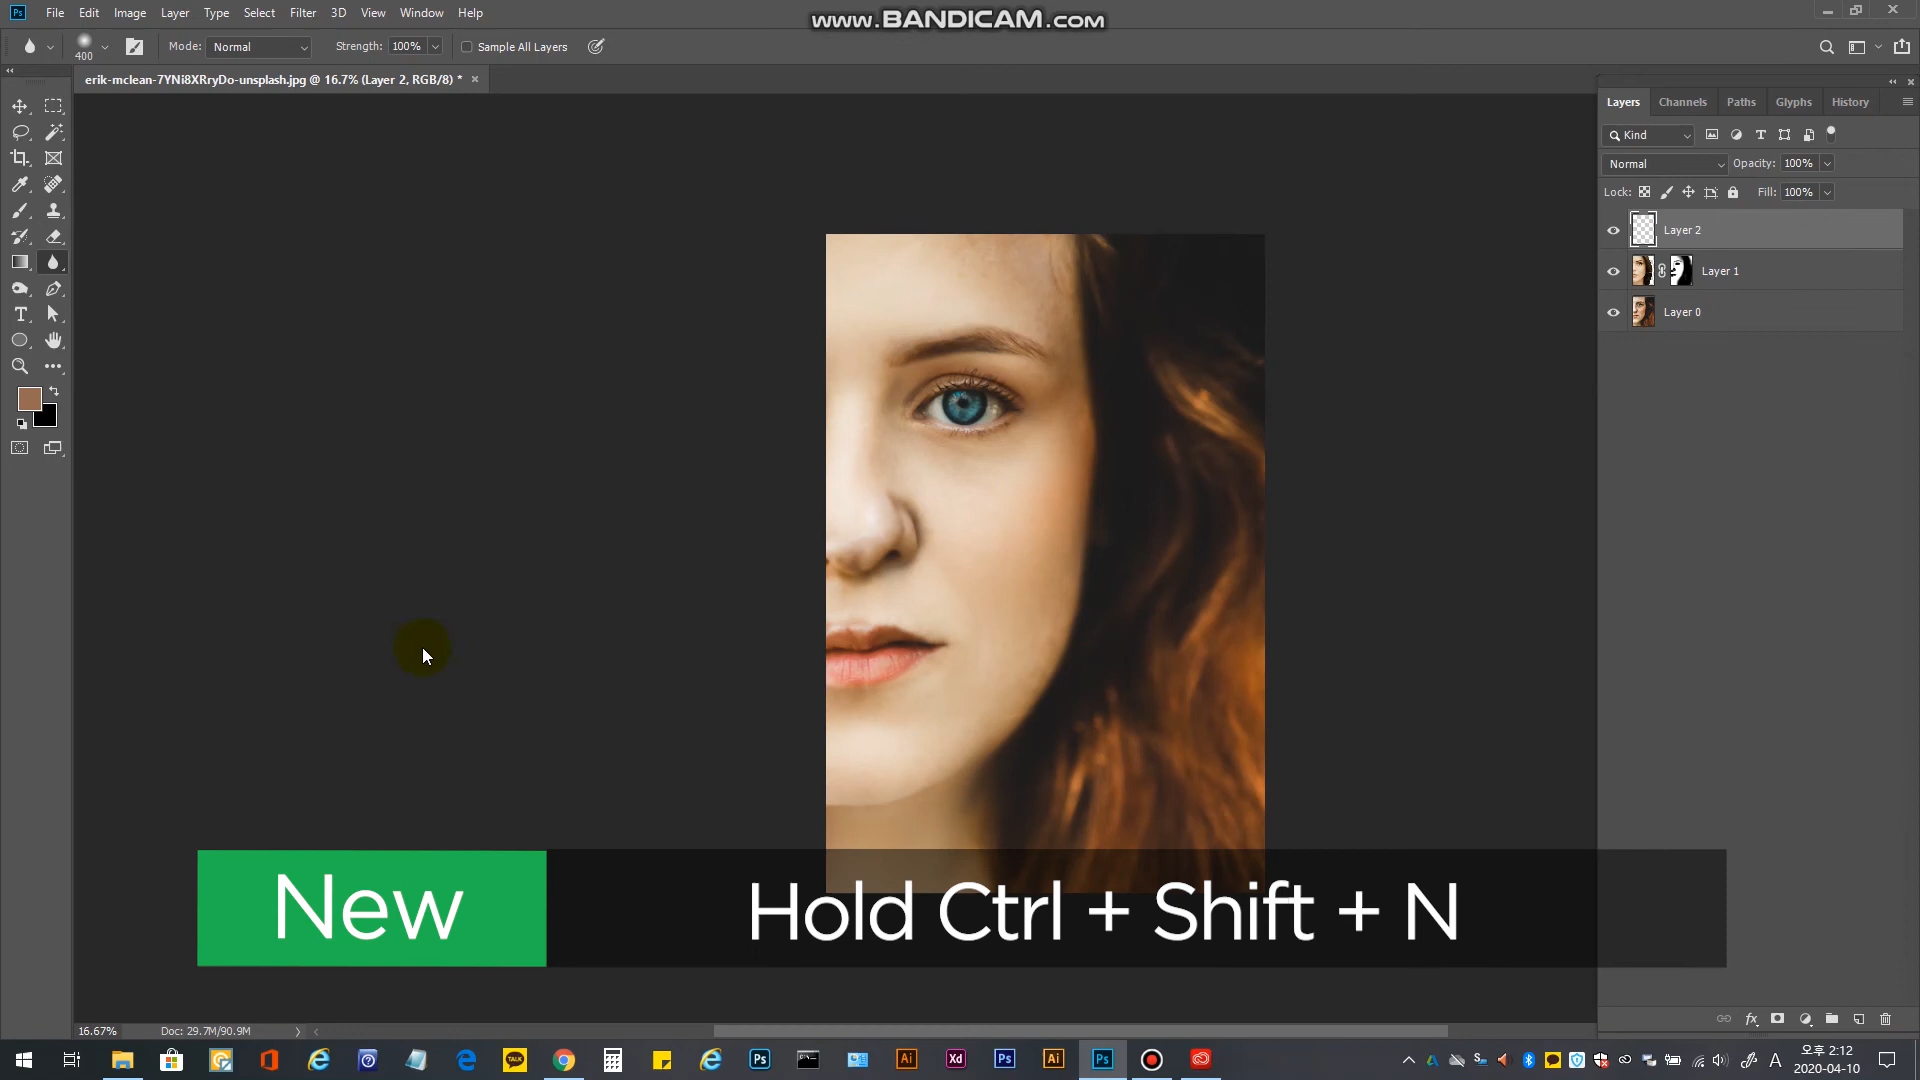 File Edit Image Layer Type Select Filter 3D View Window Help
www.BANDICAM.com
400 Mode: Normal Strength: 100% Sample All Layers
erik-mclean-7YNi8XRryDo-unsplash.jpg @ 16.7% (Layer 2, RGB/8) *
Layers Channels Paths Glyphs History
Kind
Normal Opacity: 100%
Lock: Fill: 100%
Layer 2
Layer 1
Layer 0
New Hold Ctrl + Shift + N
16.67% Doc: 29.7M/90.9M
오후 2:12
2020-04-10